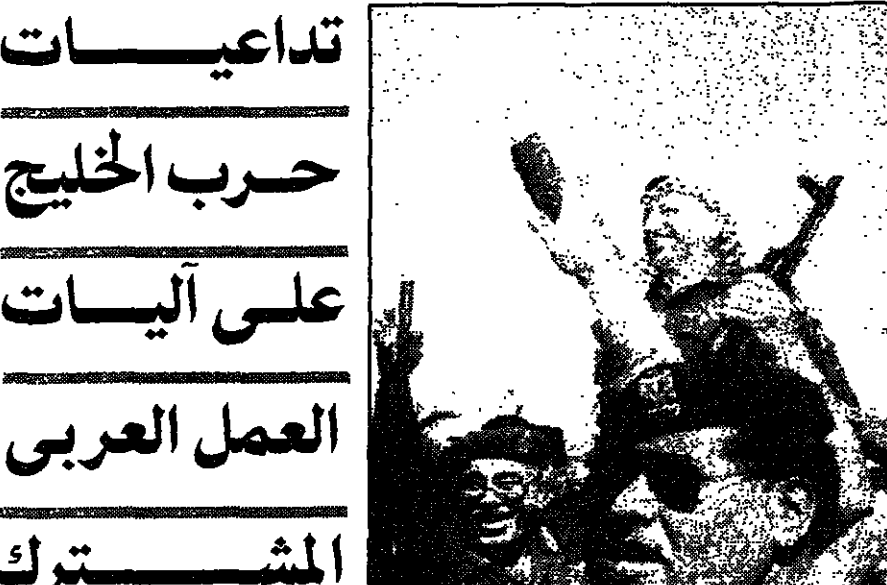 تداعيات
حرب الخليج
على آليات
العمل العربى
المشترك